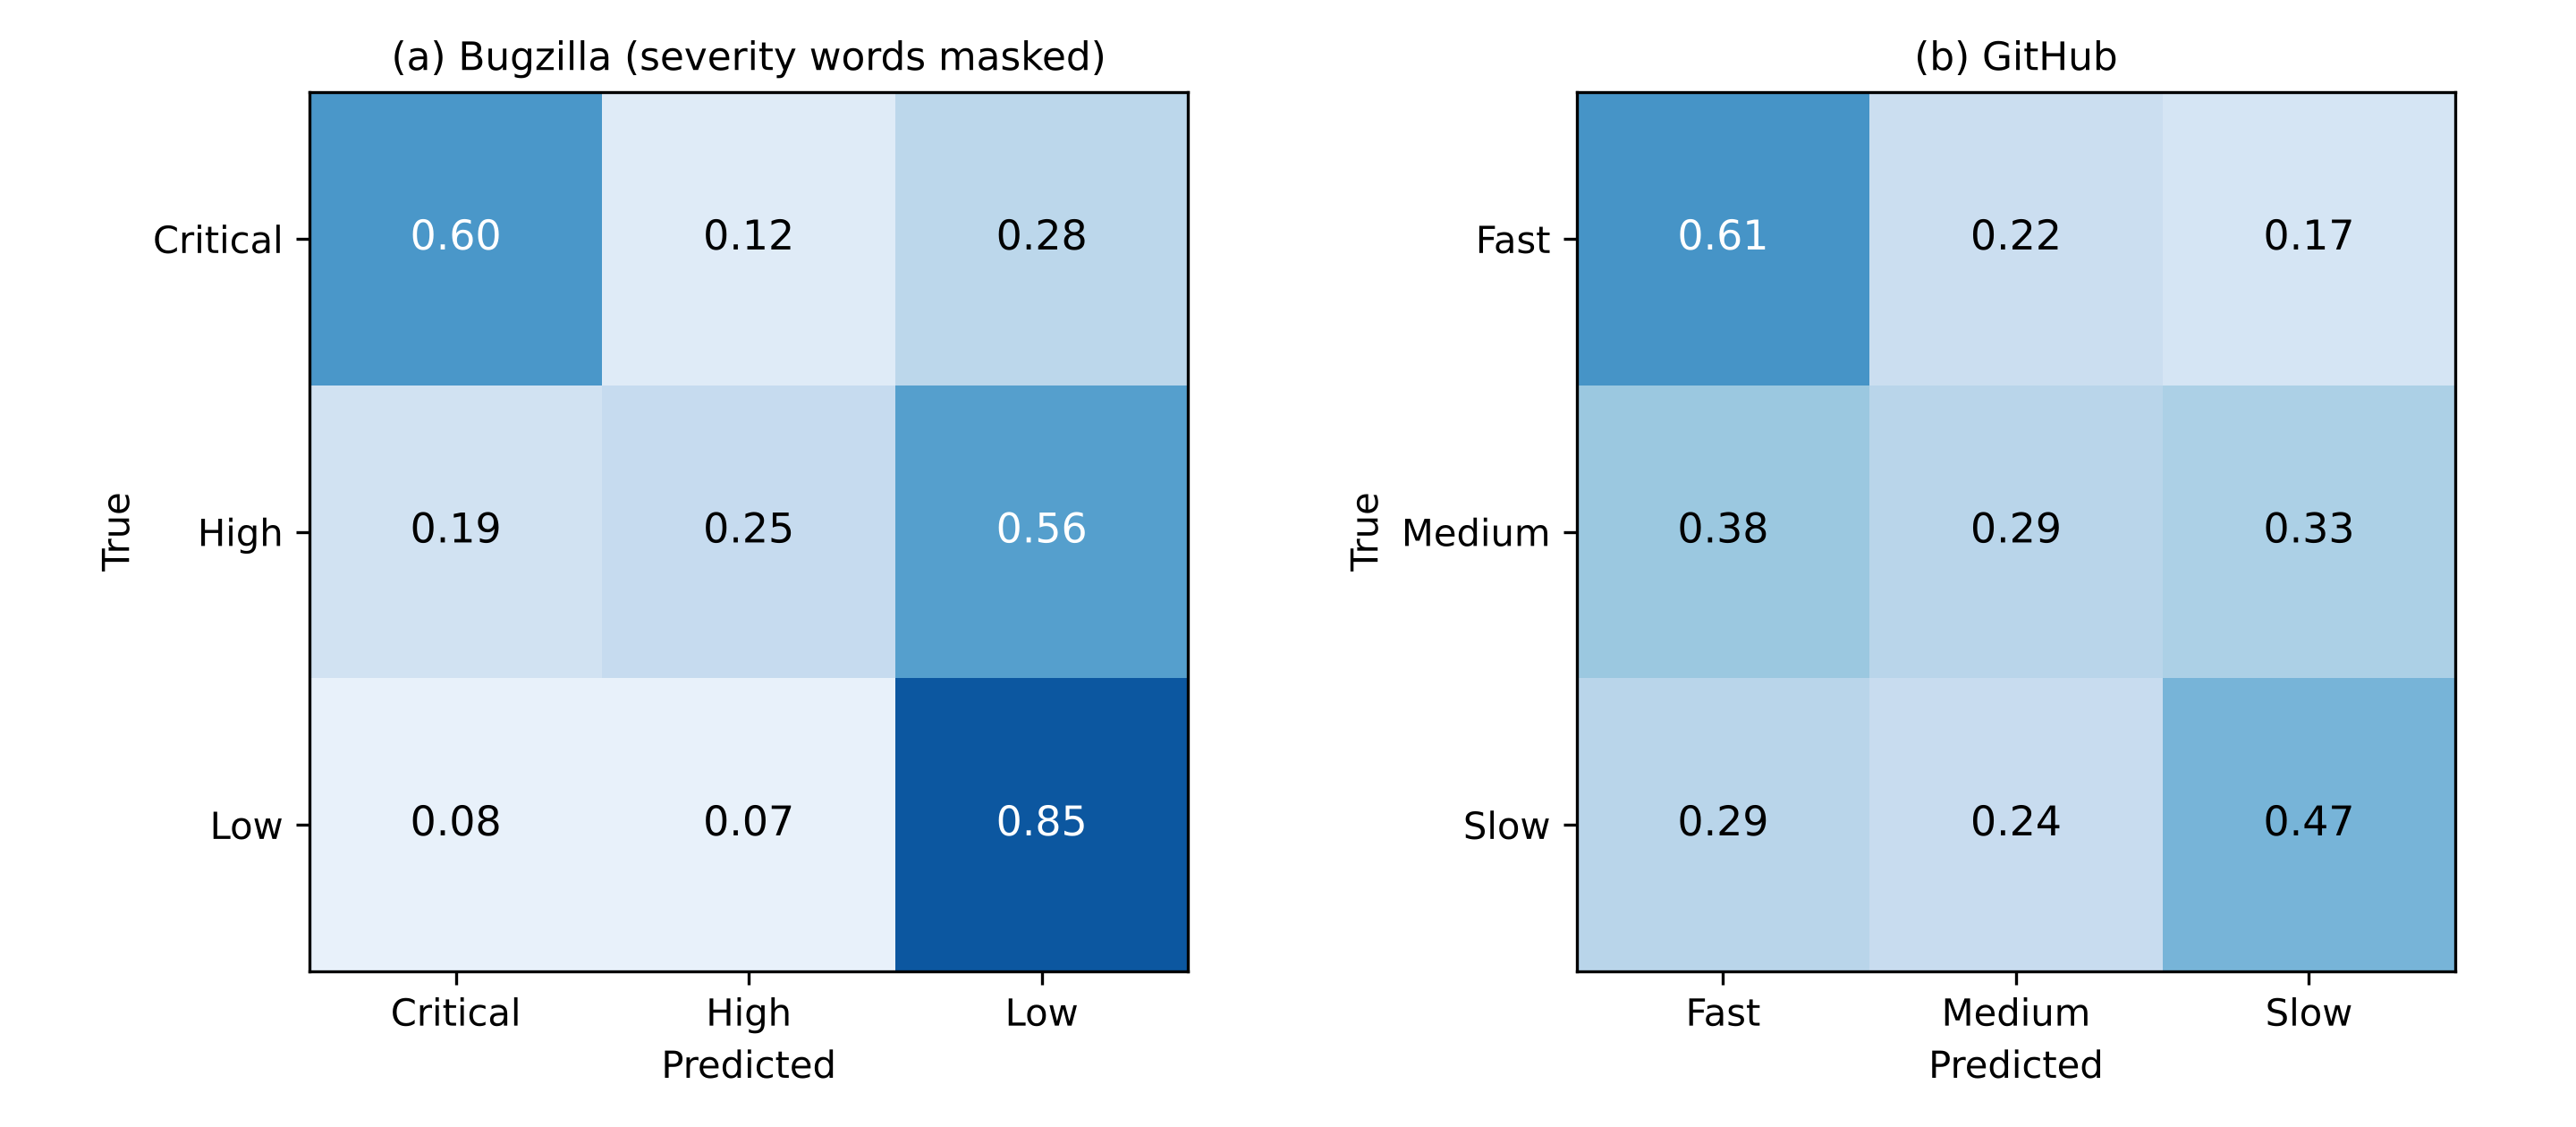 (a) Bugzilla (severity words masked)
True
Critical 0.60 0.12 0.28
High 0.19 0.25 0.56
Low 0.08 0.07 0.85
Critical High Low
Predicted
(b) GitHub
True
Fast 0.61 0.22 0.17
Medium 0.38 0.29 0.33
Slow 0.29 0.24 0.47
Fast Medium Slow
Predicted